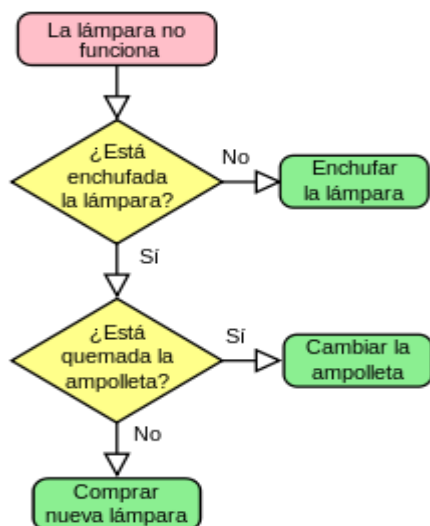 La lámpara no
funciona
¿Está
enchufada
la lámpara?
No
Enchufar
la lámpara
Sí
¿Está
quemada la
ampolleta?
Sí
Cambiar la
ampolleta
No
Comprar
nueva lámpara